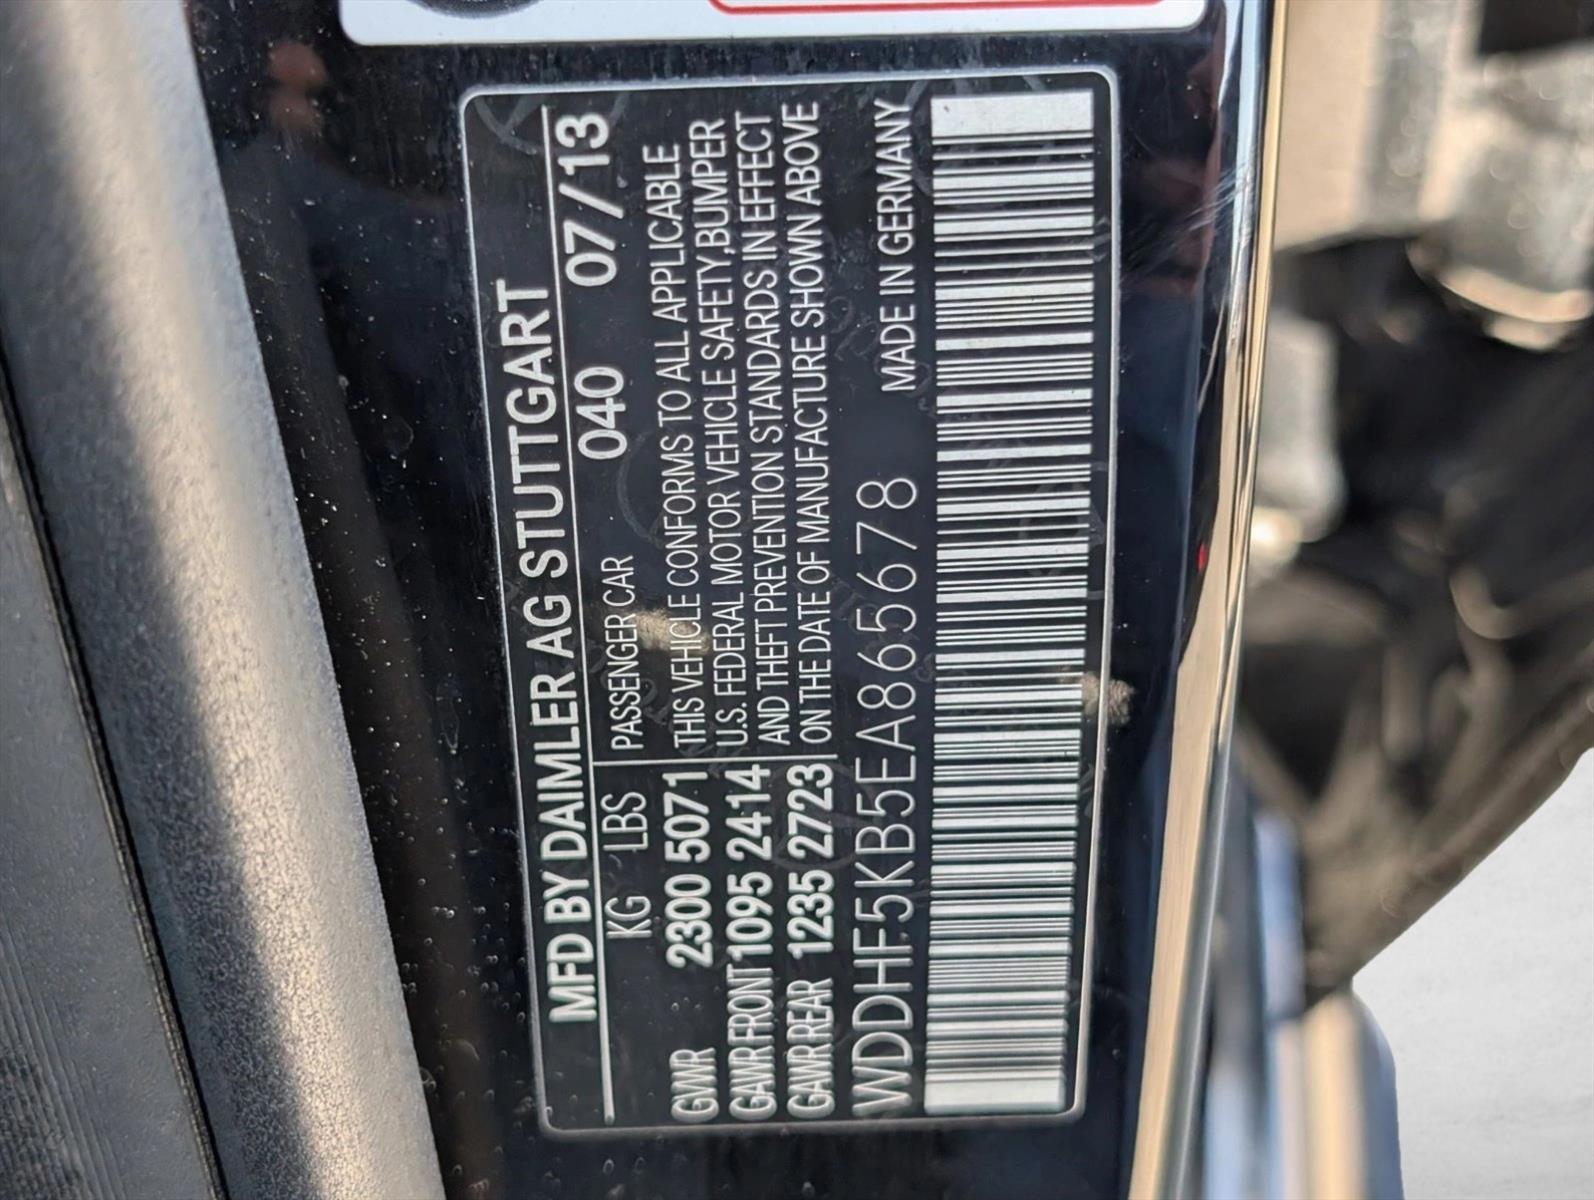 MFD BY DAIMLER AG STUTTGART
KG LBS PASSENGER CAR 040 07/13
GWWR 2300 5071 THIS VEHICLE CONFORMS TO ALL APPLICABLE
GAWR FRONT 1095 2414 U.S. FEDERAL MOTOR VEHICLE SAFETY,BUMPER
AND THEFT PREVENTION STANDARDS IN EFFECT
GAWR REAR 1235 2723 ON THE DATE OF MANUFACTURE SHOWN ABOVE
WDDHF5KB5EA865678 MADE IN GERMANY